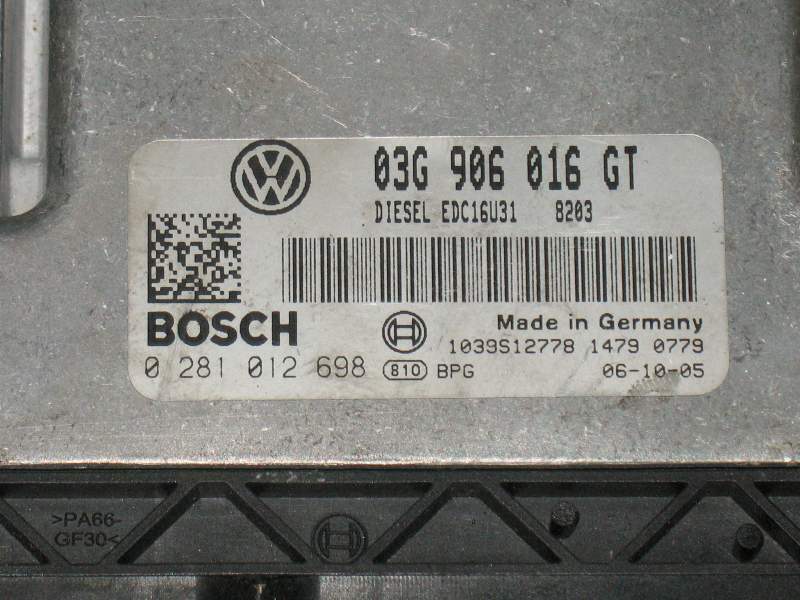 03G 906 016 GT
DIESEL EDC16U31 8203
BOSCH
Made in Germany
1039S12778 1479 0779
0 281 012 698 810 BPG 06-10-05
>PA66-
GF30<